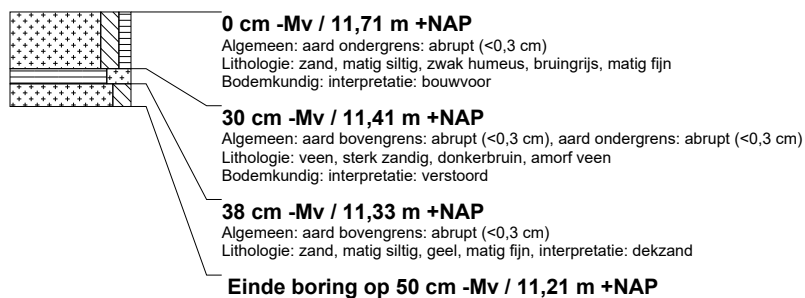 0 cm -Mv / 11,71 m +NAP
Algemeen: aard ondergrens: abrupt (<0,3 cm)
Lithologie: zand, matig siltig, zwak humeus, bruingrijs, matig fijn
Bodemkundig: interpretatie: bouwvoor
30 cm -Mv / 11,41 m +NAP
Algemeen: aard bovengrens: abrupt (<0,3 cm), aard ondergrens: abrupt (<0,3 cm)
Lithologie: veen, sterk zandig, donkerbruin, amorf veen
Bodemkundig: interpretatie: verstoord
38 cm -Mv / 11,33 m +NAP
Algemeen: aard bovengrens: abrupt (<0,3 cm)
Lithologie: zand, matig siltig, geel, matig fijn, interpretatie: dekzand
Einde boring op 50 cm -Mv / 11,21 m +NAP